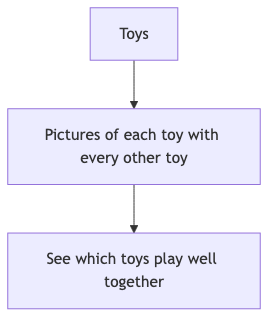 Toys
Pictures of each toy with
every other toy
See which toys play well
together